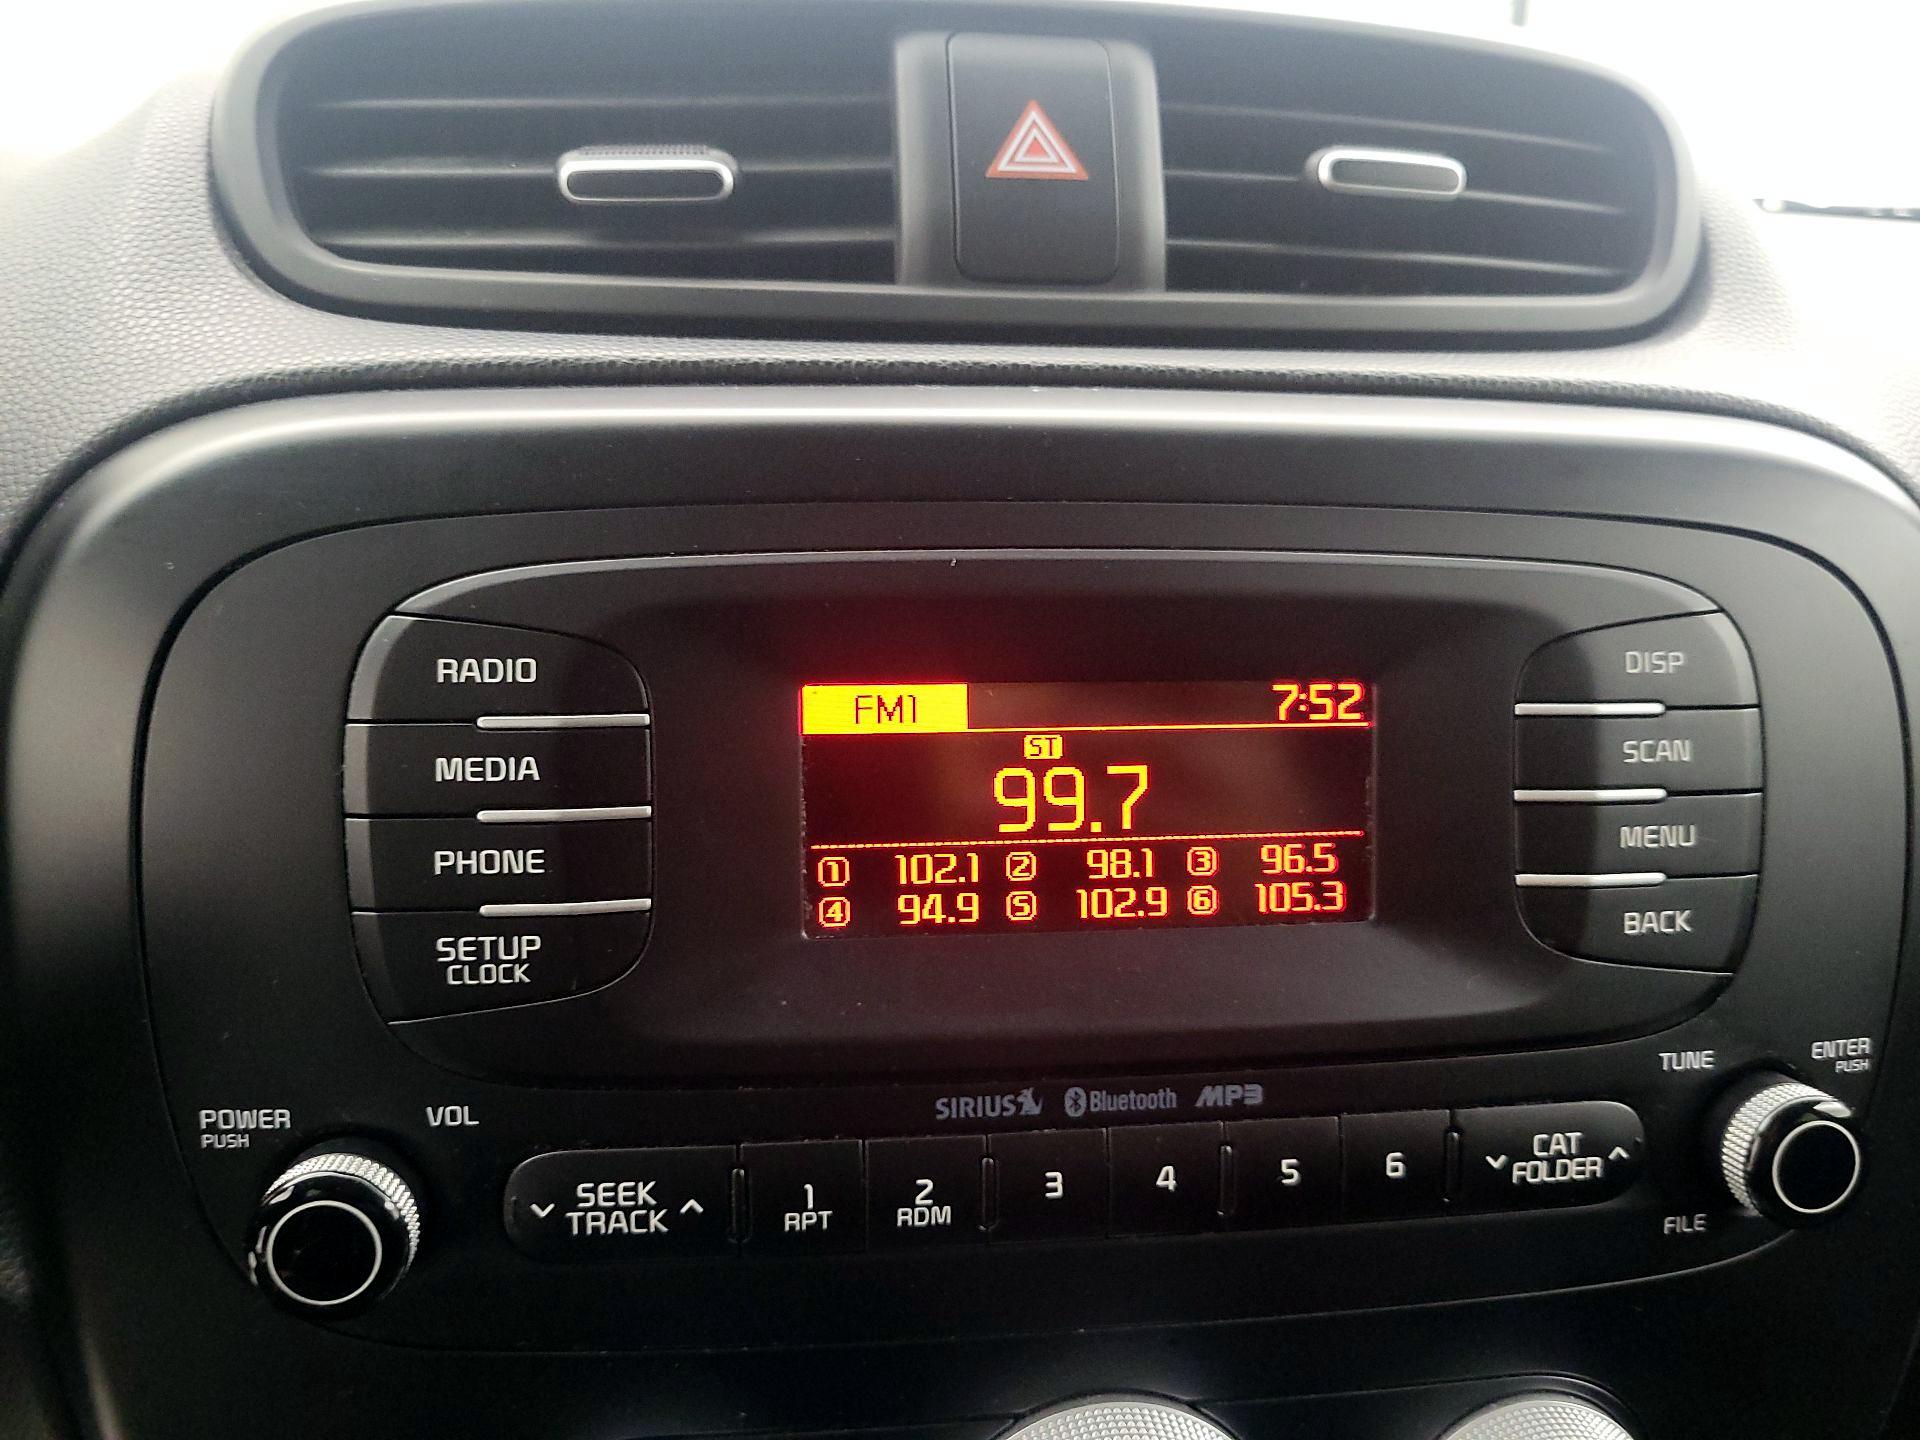 RADIO
MEDIA
PHONE
SETUP
CLOCK
FM1 7:52
ST
99.7
1 102.1 2 98.1 3 96.5
4 94.9 5 102.9 6 105.3
DISP
SCAN
MENU
BACK
POWER
PUSH
VOL
SIRIUS Bluetooth MP3
TUNE
ENTER
PUSH
SEEK
TRACK
1
RPT
2
RDM
3
4
5
6
CAT
FOLDER
FILE